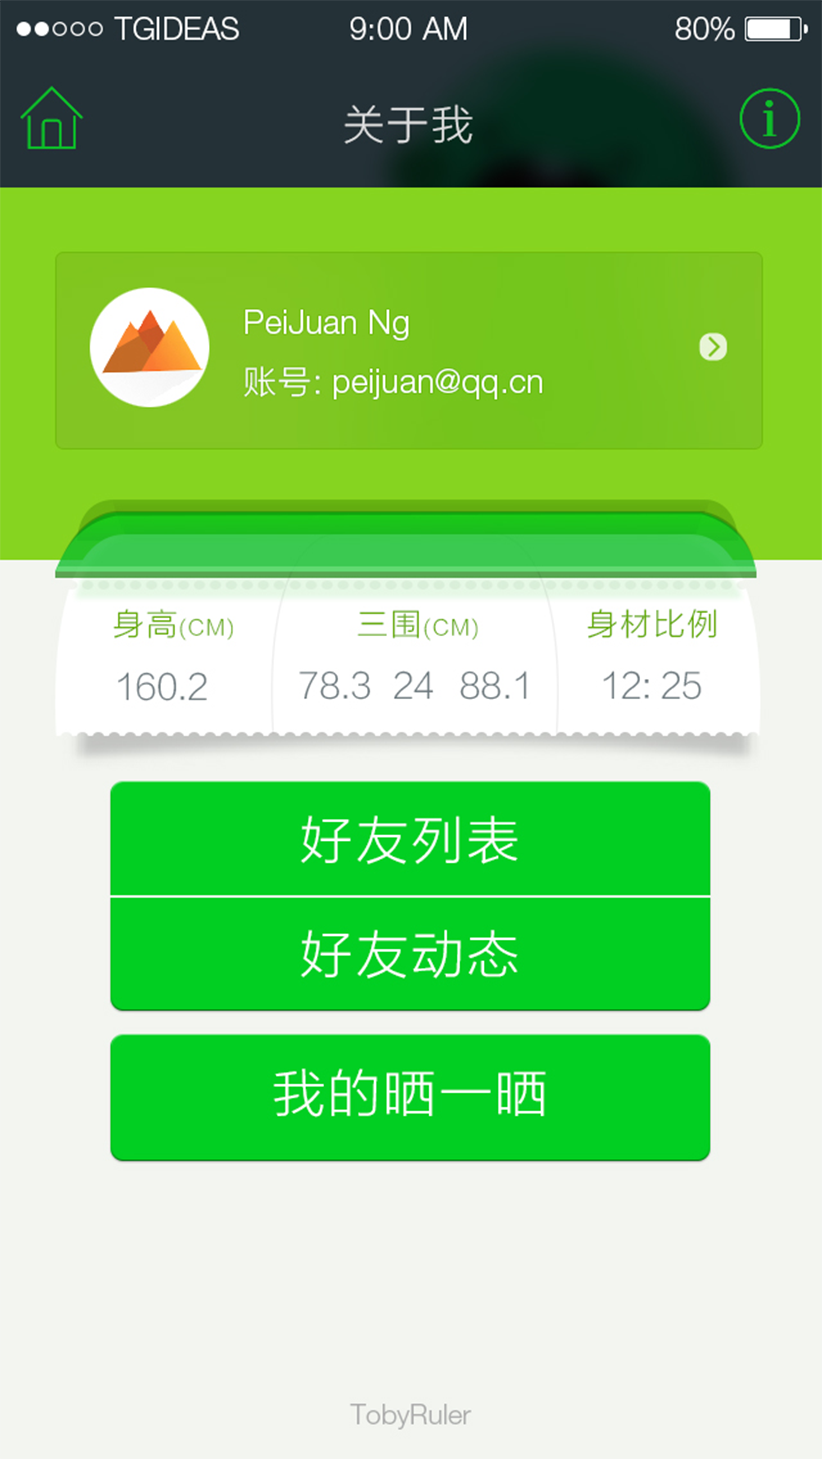 TGIDEAS 9:00 AM 80%
关于我
PeiJuan Ng
账号: peijuan@qq.cn
身高(CM) 三围(CM) 身材比例
160.2 78.3 24 88.1 12: 25
好友列表
好友动态
我的晒一晒
TobyRuler